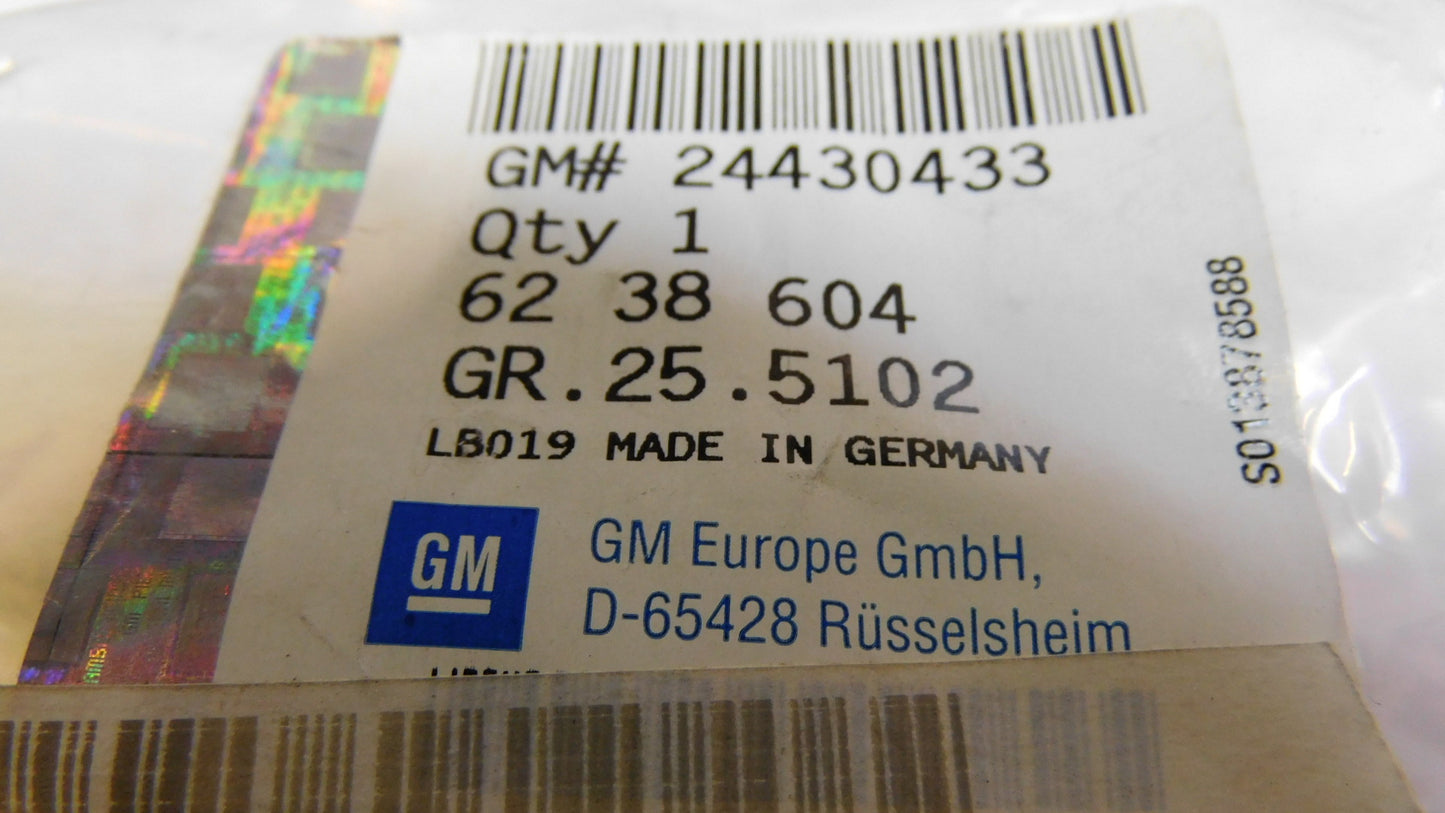 GM# 24430433
Qty 1
62 38 604
GR.25.5102
LB019 MADE IN GERMANY
S013878588
GM
GM Europe GmbH,
D-65428 Rüsselsheim